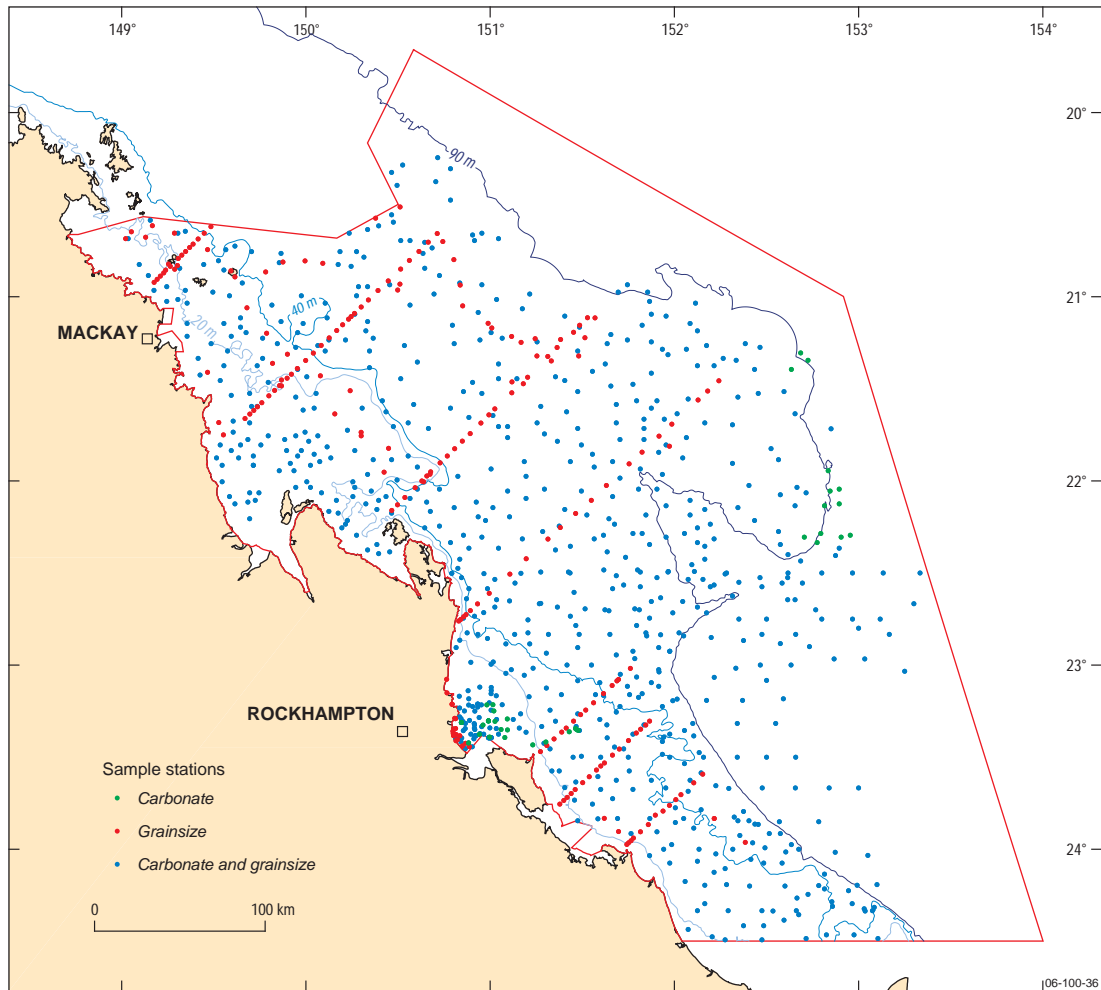 149° 150° 151° 152° 153° 154°
20°
90 m
21°
40 m
20 m
MACKAY
22°
23°
ROCKHAMPTON
Sample stations
Carbonate
Grainsize
Carbonate and grainsize
24°
0 100 km
06-100-36